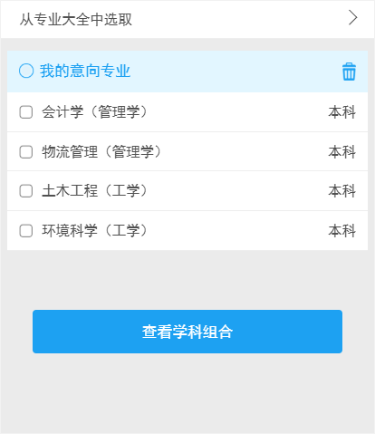 从专业大全中选取
我的意向专业
会计学（管理学） 本科
物流管理（管理学） 本科
土木工程（工学） 本科
环境科学（工学） 本科
查看学科组合